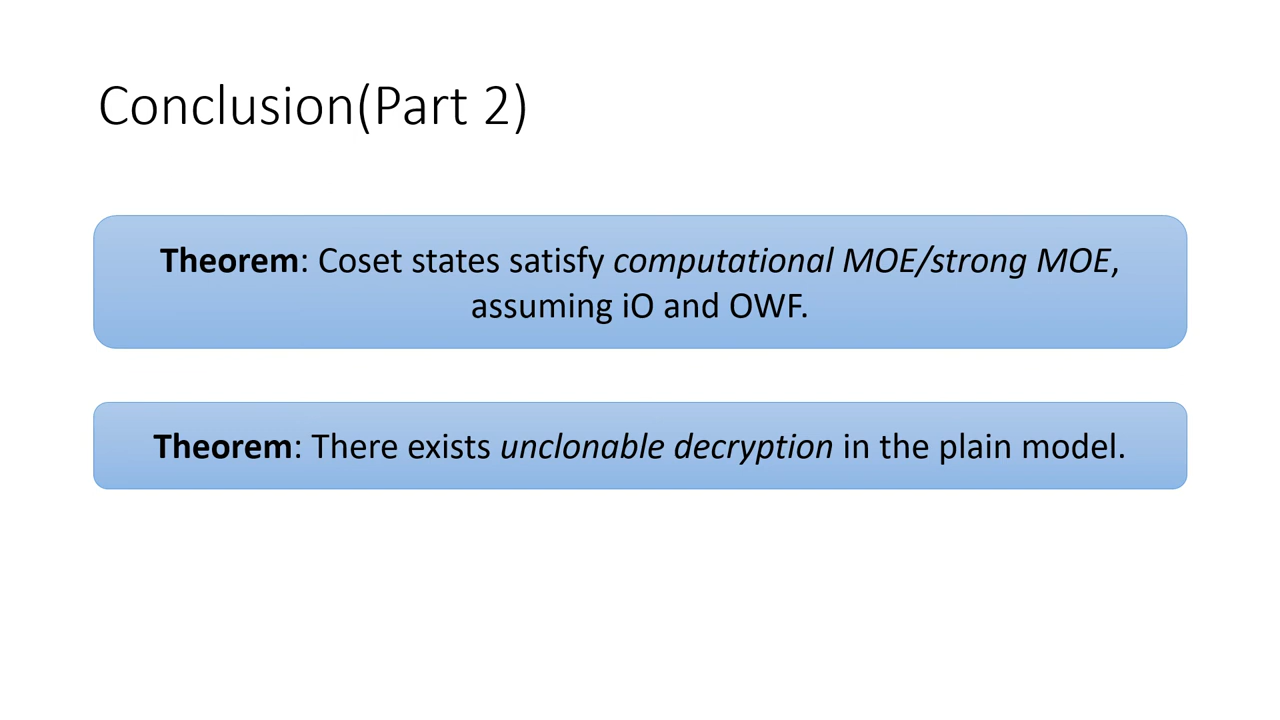 Conclusion(Part 2)
Theorem: Coset states satisfy computational MOE/strong MOE,
assuming iO and OWF.
Theorem: There exists unclonable decryption in the plain model.